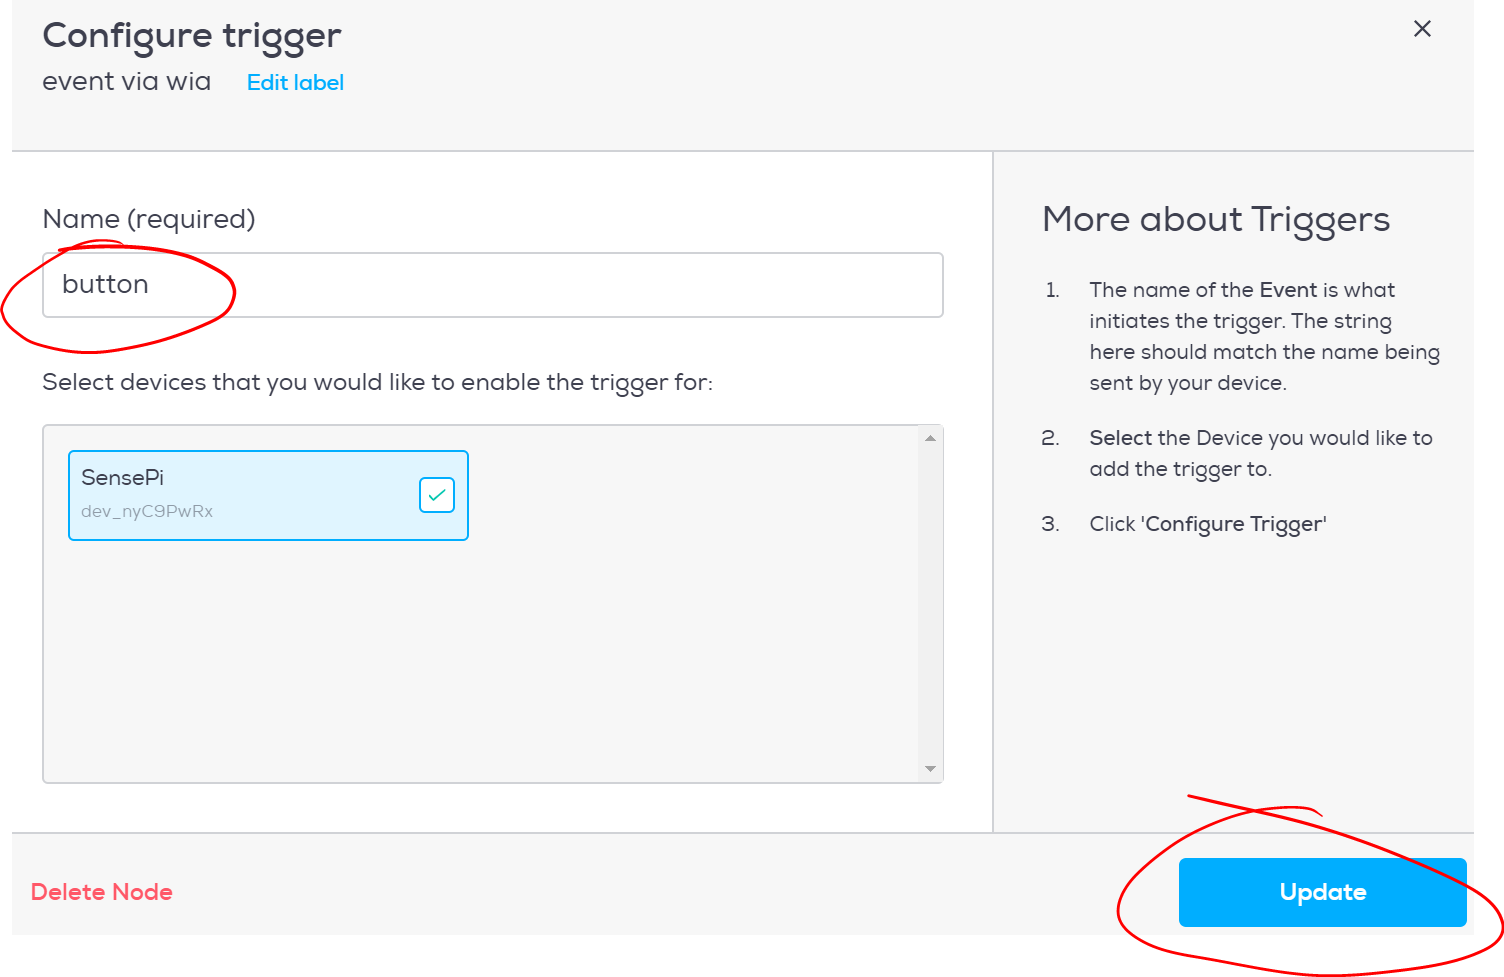 Configure trigger
event via wia Edit label
Name (required)
button
Select devices that you would like to enable the trigger for:
SensePi
dev_nyC9PwRx
More about Triggers
1. The name of the Event is what
initiates the trigger. The string
here should match the name being
sent by your device.
2. Select the Device you would like to
add the trigger to.
3. Click 'Configure Trigger'
Delete Node
Update